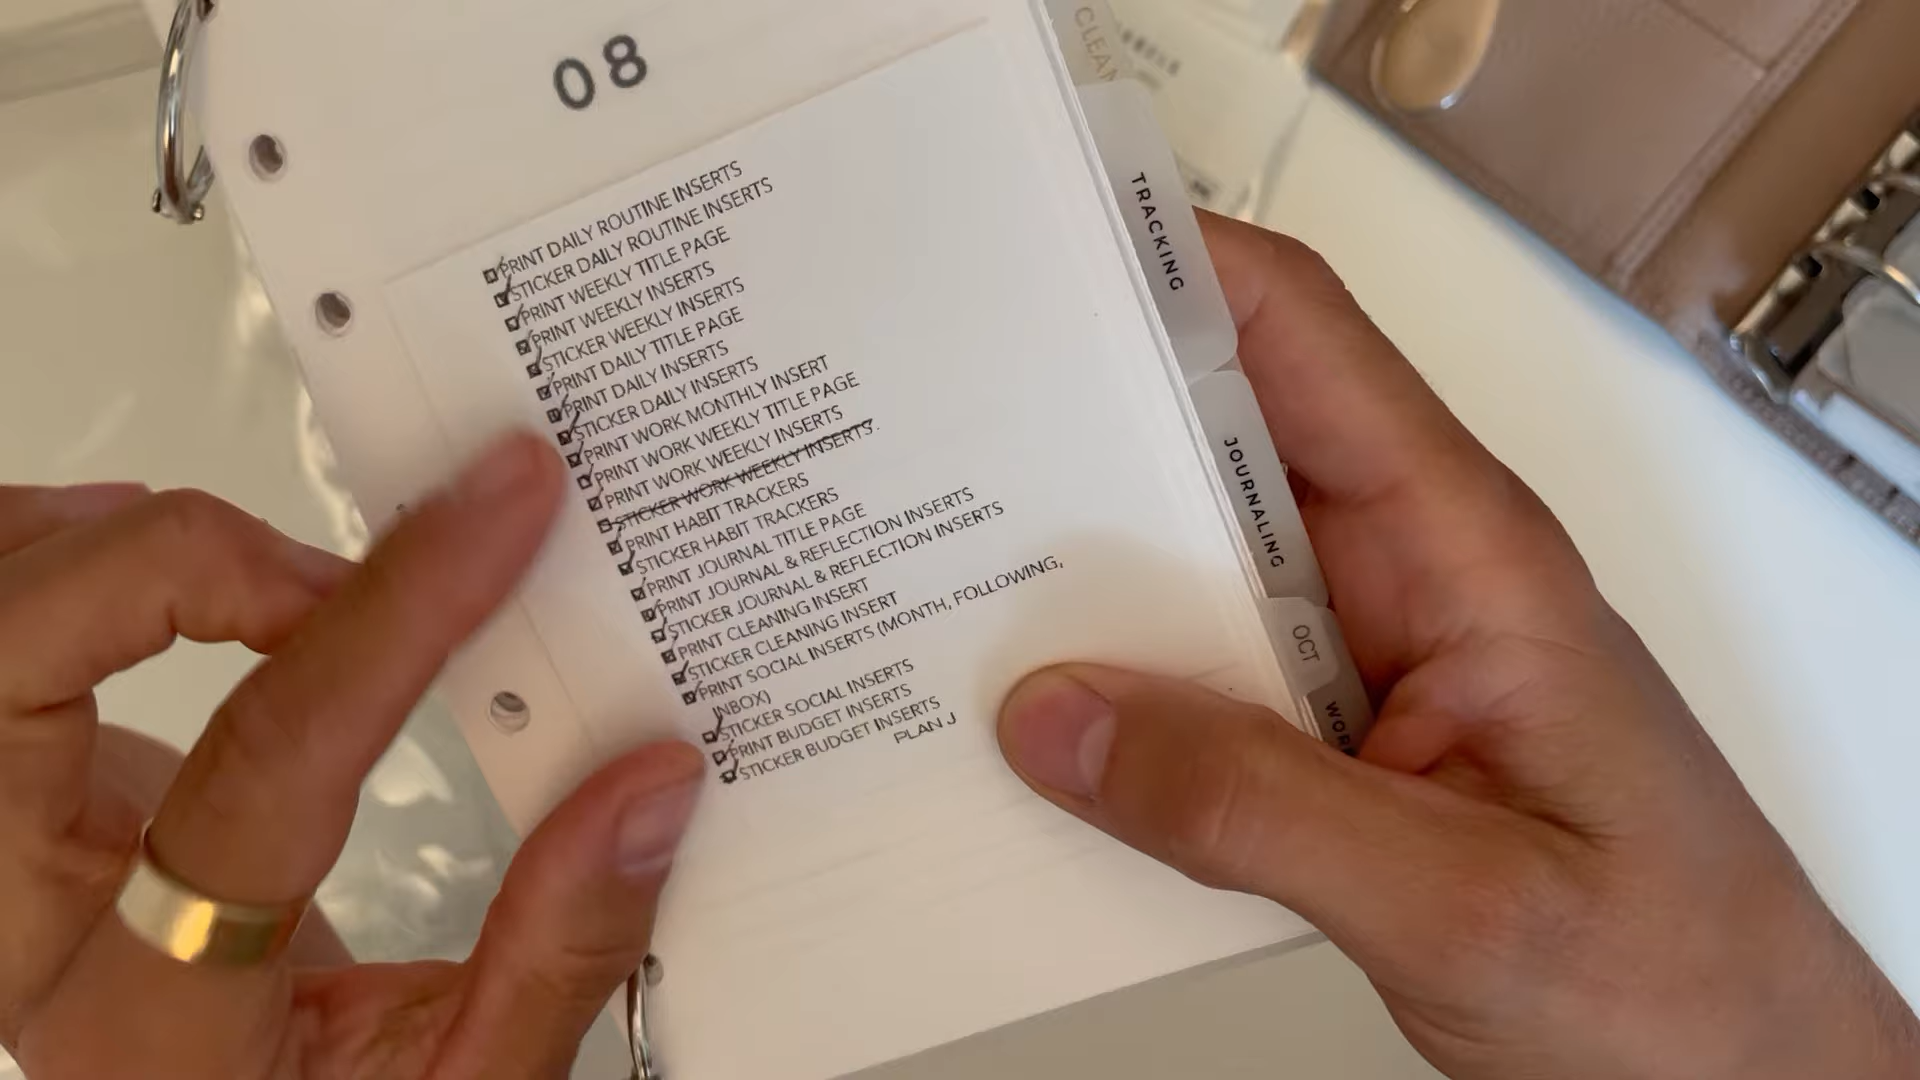 08
PRINT DAILY ROUTINE INSERTS
STICKER DAILY ROUTINE INSERTS
PRINT WEEKLY TITLE PAGE
PRINT WEEKLY INSERTS
STICKER WEEKLY INSERTS
PRINT DAILY TITLE PAGE
PRINT DAILY INSERTS
STICKER DAILY INSERTS
PRINT WORK MONTHLY INSERT
PRINT WORK WEEKLY TITLE PAGE
PRINT WORK WEEKLY INSERTS
STICKER WORK WEEKLY INSERTS
PRINT HABIT TRACKERS
STICKER HABIT TRACKERS
PRINT JOURNAL TITLE PAGE
PRINT JOURNAL & REFLECTION INSERTS
STICKER JOURNAL & REFLECTION INSERTS
PRINT CLEANING INSERT
STICKER CLEANING INSERT
PRINT SOCIAL INSERTS (MONTH, FOLLOWING,
INBOX)
STICKER SOCIAL INSERTS
PRINT BUDGET INSERTS
STICKER BUDGET INSERTS
PLAN J
CLEAN
TRACKING
JOURNALING
OCT
WORK